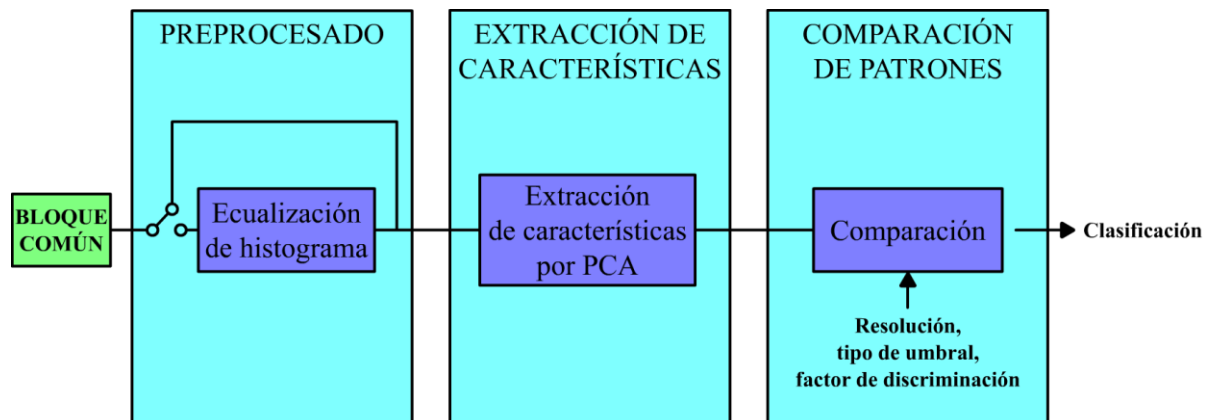 PREPROCESADO
EXTRACCIÓN DE
CARACTERÍSTICAS
COMPARACIÓN
DE PATRONES
BLOQUE
COMÚN
Ecualización
de histograma
Extracción
de características
por PCA
Comparación
Clasificación
Resolución,
tipo de umbral,
factor de discriminación